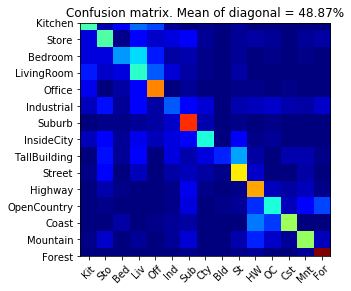 Confusion matrix. Mean of diagonal = 48.87%
Kitchen
Store
Bedroom
LivingRoom
Office
Industrial
Suburb
InsideCity
TallBuilding
Street
Highway
OpenCountry
Coast
Mountain
Forest
Kit Sto Bed Liv Off Ind Sub Cty Bld St HW OC Cst Mnt For